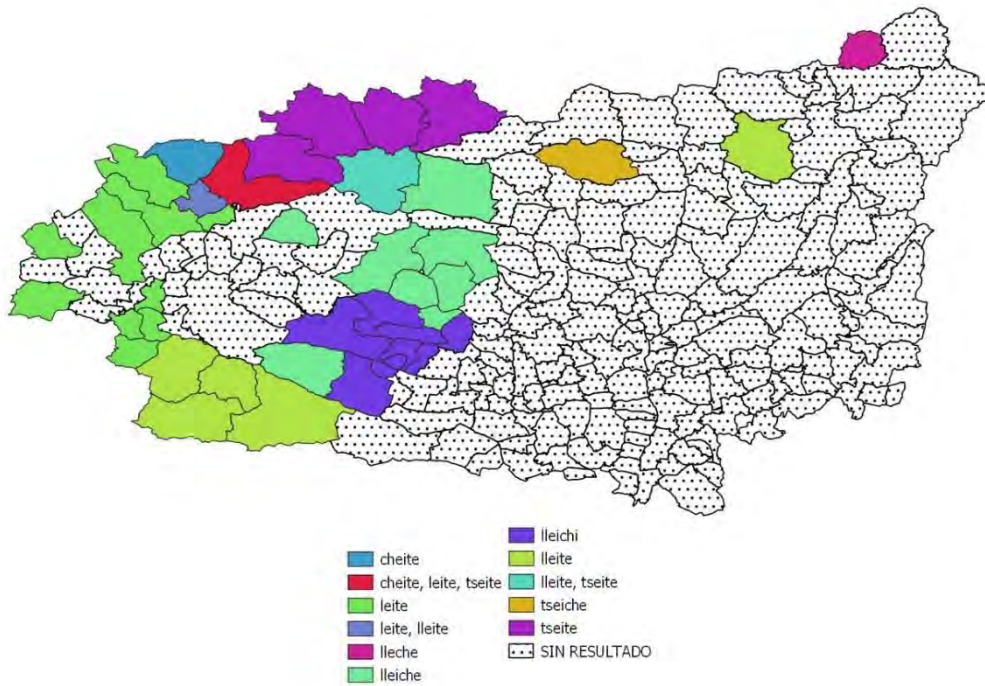 cheite
cheite, leite, tseite
leite
leite, lleite
lleche
lleiche
lleichi
lleite
lleite, tseite
tseiche
tseite
SIN RESULTADO